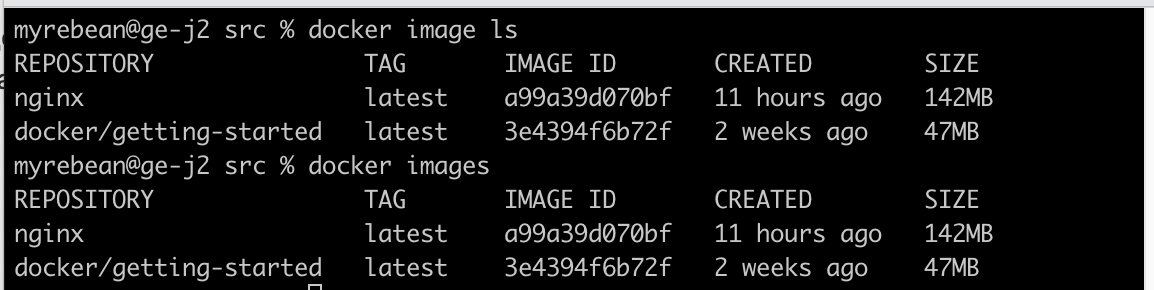 myrebean@ge-j2 src % docker image ls
REPOSITORY TAG IMAGE ID CREATED SIZE
nginx latest a99a39d070bf 11 hours ago 142MB
docker/getting-started latest 3e4394f6b72f 2 weeks ago 47MB
myrebean@ge-j2 src % docker images
REPOSITORY TAG IMAGE ID CREATED SIZE
nginx latest a99a39d070bf 11 hours ago 142MB
docker/getting-started latest 3e4394f6b72f 2 weeks ago 47MB